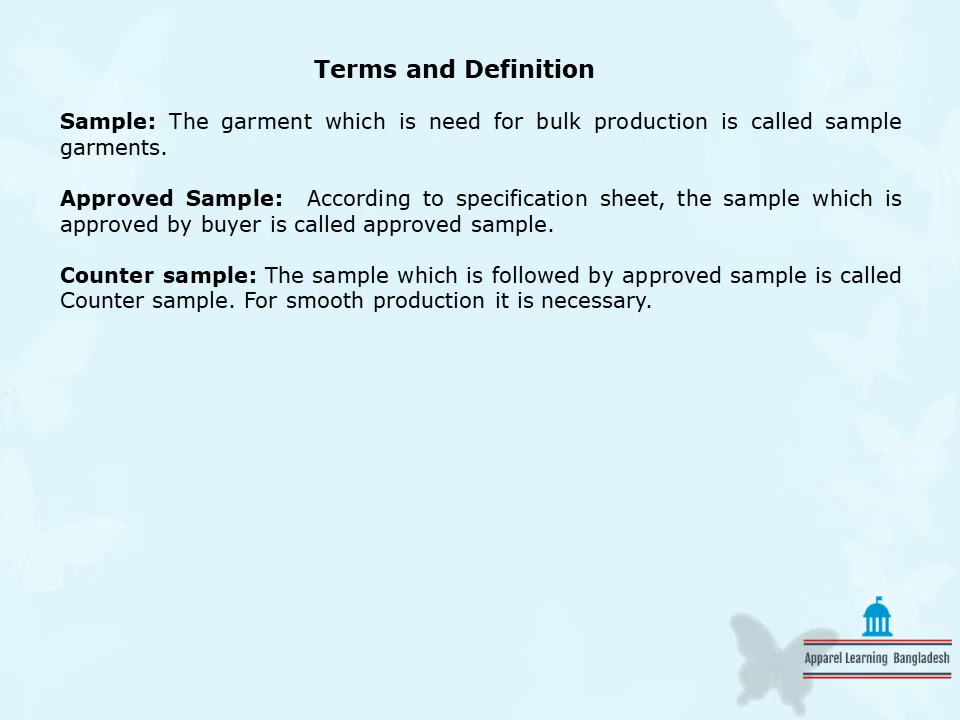 Terms and Definition
Sample: The garment which is need for bulk production is called sample
garments.
Approved Sample: According to specification sheet, the sample which is
approved by buyer is called approved sample.
Counter sample: The sample which is followed by approved sample is called
Counter sample. For smooth production it is necessary.
Apparel Learning Bangladesh